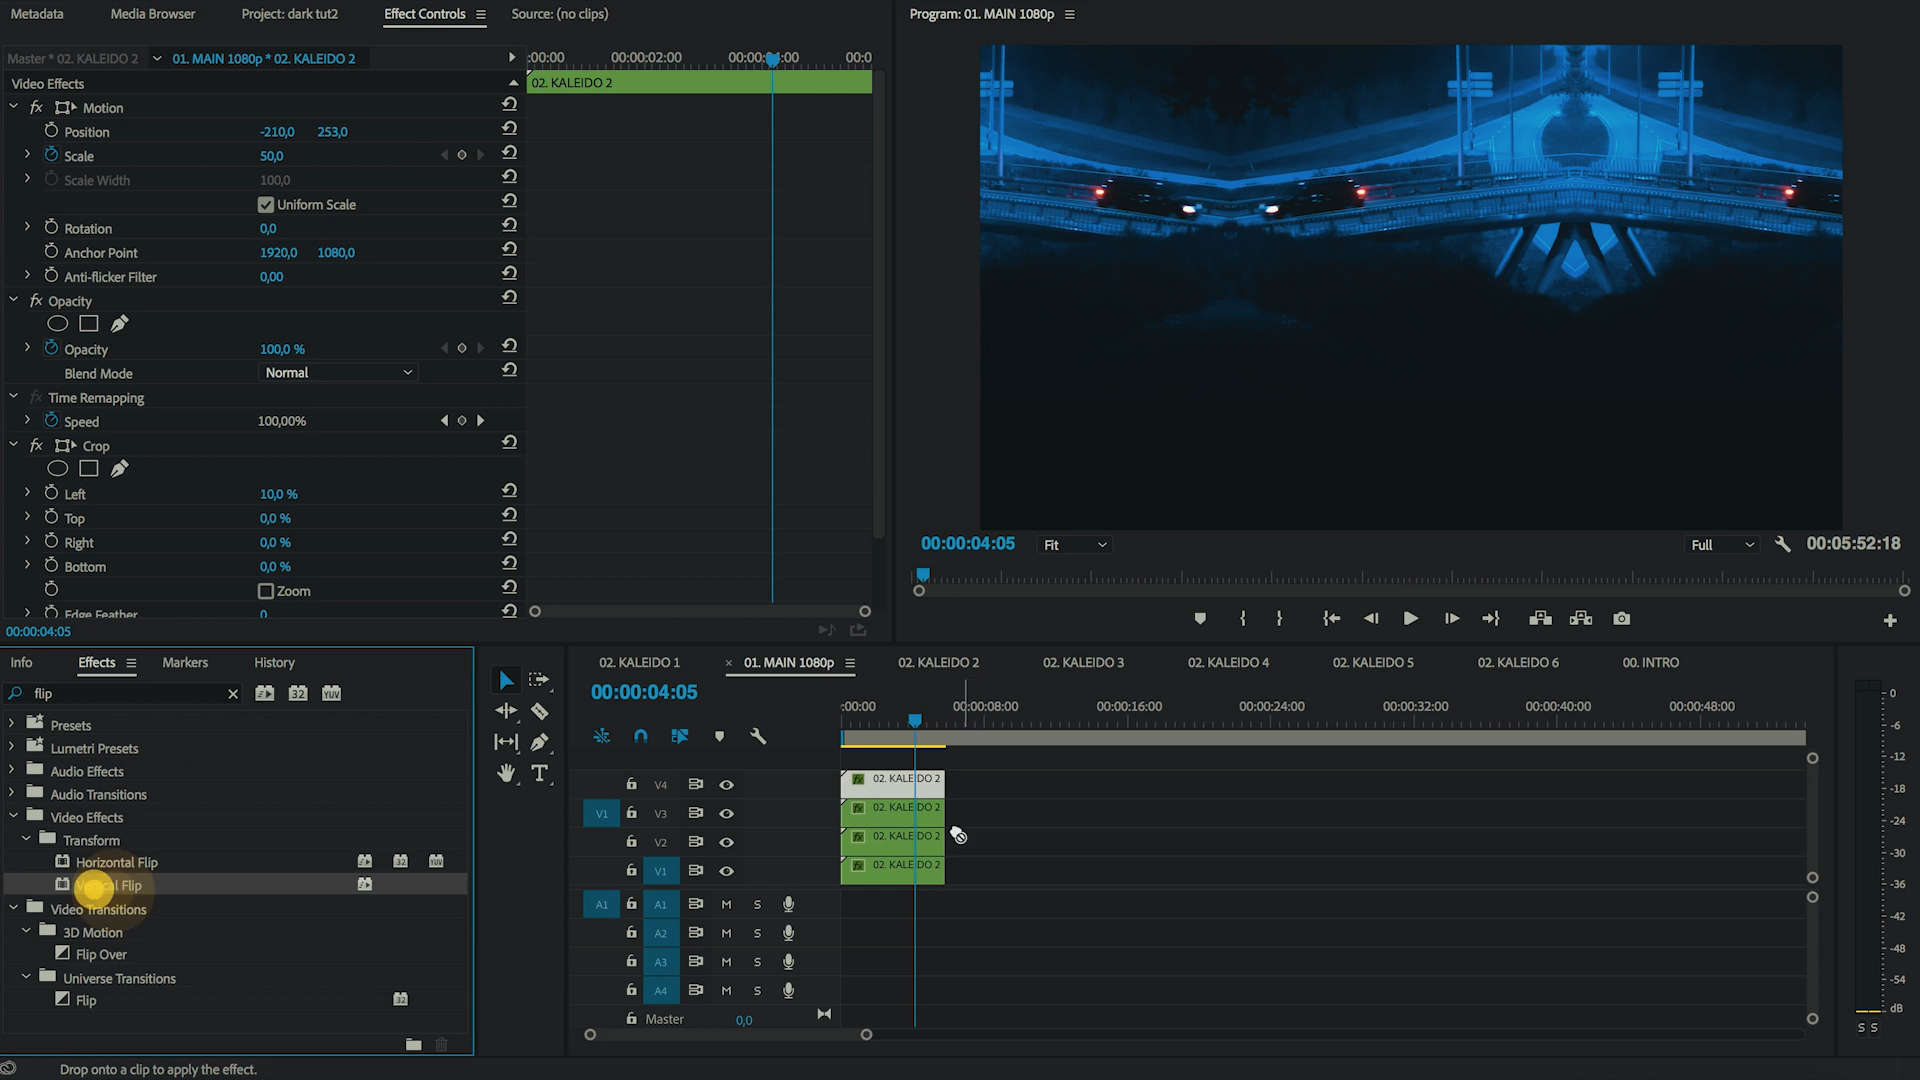 Metadata
Media Browser
Project: dark tut2
Effect Controls
Source: (no clips)
Program: 01. MAIN 1080p
Master * 02. KALEIDO 2
01. MAIN 1080p * 02. KALEIDO 2
:00:00
00:00:02:00
00:00:04:00
00:0
Video Effects
02. KALEIDO 2
fx Motion
Position -210,0 253,0
Scale 50,0
Scale Width 100,0
Uniform Scale
Rotation 0,0
Anchor Point 1920,0 1080,0
Anti-flicker Filter 0,00
fx Opacity
Opacity 100,0 %
Blend Mode Normal
fx Time Remapping
Speed 100,00%
fx Crop
Left 10,0 %
Top 0,0 %
Right 0,0 %
Bottom 0,0 %
Zoom
Edge Feather 0
00:00:04:05
00:00:04:05
Fit
Full
00:05:52:18
Info
Effects
Markers
History
flip
32
YUV
Presets
Lumetri Presets
Audio Effects
Audio Transitions
Video Effects
Transform
Horizontal Flip
32
YUV
Vertical Flip
Video Transitions
3D Motion
Flip Over
Universe Transitions
Flip
32
Drop onto a clip to apply the effect.
02. KALEIDO 1
× 01. MAIN 1080p
02. KALEIDO 2
02. KALEIDO 3
02. KALEIDO 4
02. KALEIDO 5
02. KALEIDO 6
00. INTRO
00:00:04:05
:00:00
00:00:08:00
00:00:16:00
00:00:24:00
00:00:32:00
00:00:40:00
00:00:48:00
V4 fx 02. KALEIDO 2
V1 V3 fx 02. KALEIDO 2
V2 fx 02. KALEIDO 2
V1 fx 02. KALEIDO 2
A1 A1 M S
A2 M S
A3 M S
A4 M S
Master 0,0
0
-6
-12
-18
-24
-30
-36
-42
-48
-54
dB
S S